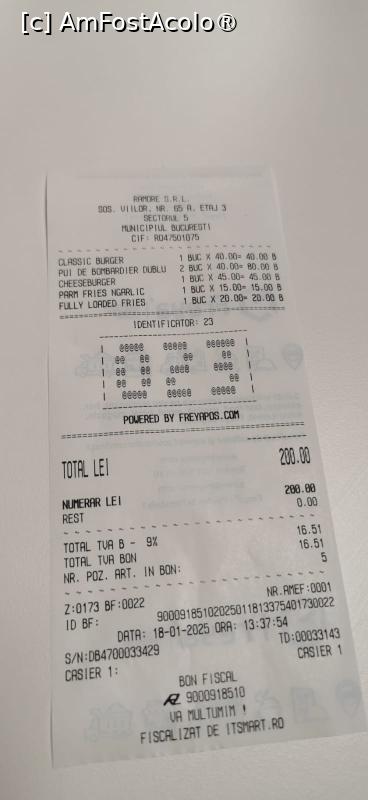 [c] AmFostAcolo®
RAMORE S.R.L.
SOS. VIILOR, NR. 65 A, ETAJ 3
SECTORUL 5
MUNICIPIUL BUCURESTI
CIF: RO47501075
CLASSIC BURGER 1 BUC X 40.00= 40.00 B
PUI DE BOMBARDIER DUBLU 2 BUC X 40.00= 80.00 B
CHEESEBURGER 1 BUC X 45.00= 45.00 B
PARM FRIES NGARLIC 1 BUC X 15.00= 15.00 B
FULLY LOADED FRIES 1 BUC X 20.00= 20.00 B
IDENTIFICATOR: 23
023
POWERED BY FREYAPOS.COM
TOTAL LEI 200.00
NUMERAR LEI 200.00
REST 0.00
TOTAL TVA B - 9% 16.51
TOTAL TVA BON 16.51
NR. POZ. ART. IN BON: 5
Z:0173 BF:0022 NR.AMEF:0001
ID BF: 9000918510202501181337540173002​2
DATA: 18-01-2025 ORA: 13:37:54
S/N:DB4700033429 TD:00033143
CASIER 1: CASIER 1
BON FISCAL
9000918510
VA MULTUMIM !
FISCALIZAT DE ITSMART.RO